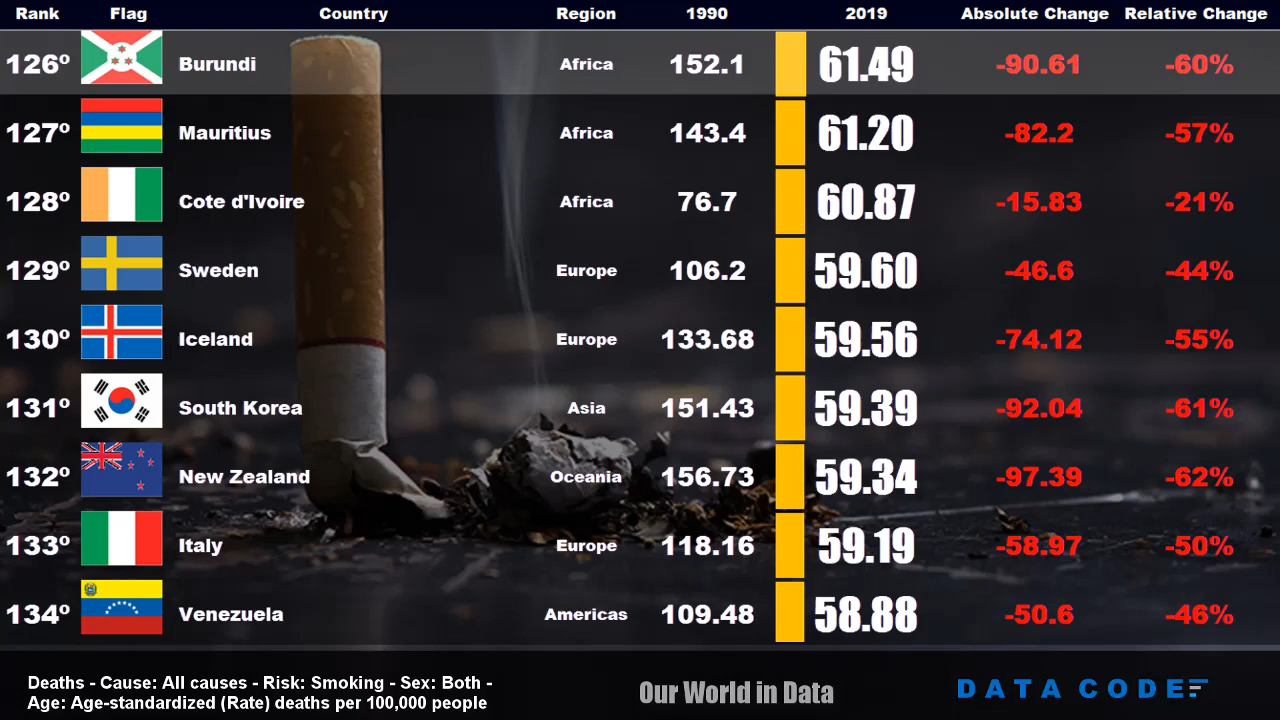 Rank Flag Country Region 1990 2019 Absolute Change Relative Change
126º Burundi Africa 152.1 61.49 -90.61 -60%
127º Mauritius Africa 143.4 61.20 -82.2 -57%
128º Cote d'Ivoire Africa 76.7 60.87 -15.83 -21%
129º Sweden Europe 106.2 59.60 -46.6 -44%
130º Iceland Europe 133.68 59.56 -74.12 -55%
131º South Korea Asia 151.43 59.39 -92.04 -61%
132º New Zealand Oceania 156.73 59.34 -97.39 -62%
133º Italy Europe 118.16 59.19 -58.97 -50%
134º Venezuela Americas 109.48 58.88 -50.6 -46%
Deaths - Cause: All causes - Risk: Smoking - Sex: Both -
Age: Age-standardized (Rate) deaths per 100,000 people
Our World in Data
DATA CODE